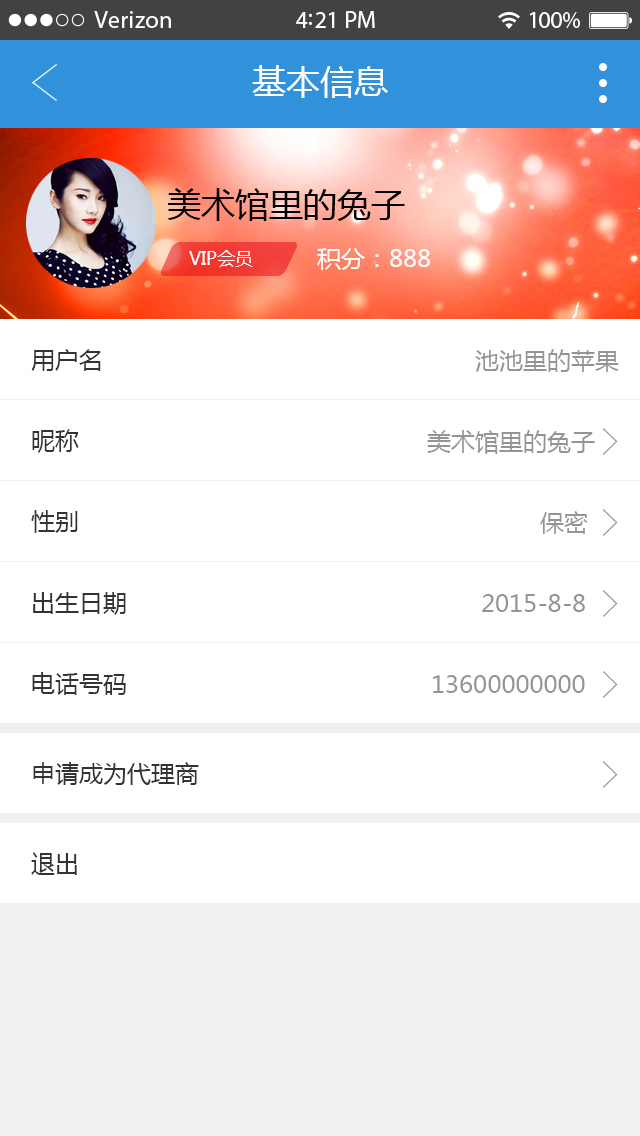 Verizon 4:21 PM 100%
基本信息
美术馆里的兔子
VIP会员 积分：888
用户名 池池里的苹果
昵称 美术馆里的兔子
性别 保密
出生日期 2015-8-8
电话号码 13600000000
申请成为代理商
退出